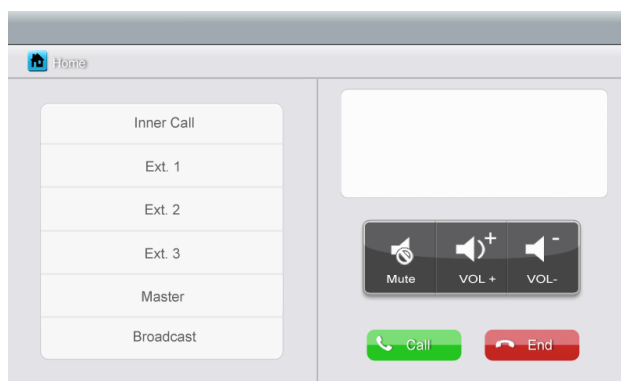 Home
Inner Call
Ext. 1
Ext. 2
Ext. 3
Master
Broadcast
Mute VOL + VOL-
Call End